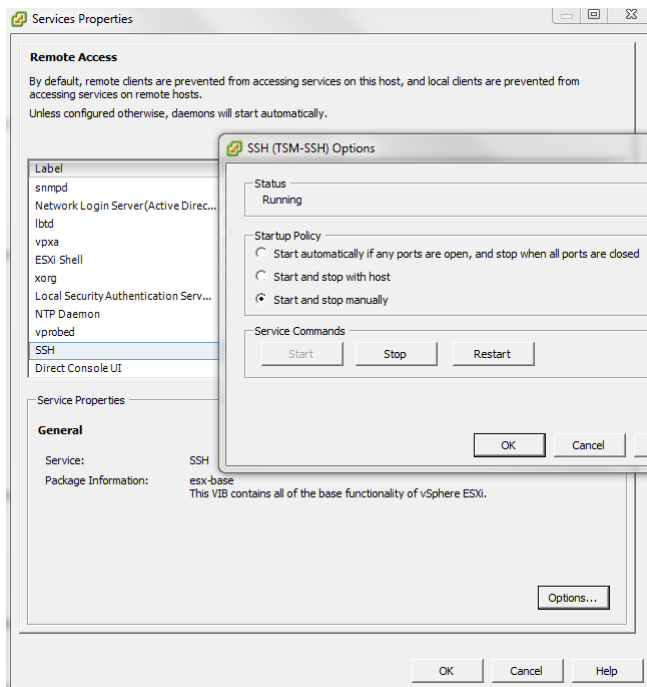 Services Properties
Remote Access
By default, remote clients are prevented from accessing services on this host, and local clients are prevented from
accessing services on remote hosts.
Unless configured otherwise, daemons will start automatically.
SSH (TSM-SSH) Options
Label
snmpd
Network Login Server(Active Direc...
lbtd
vpxa
ESXi Shell
xorg
Local Security Authentication Serv...
NTP Daemon
vprobed
SSH
Direct Console UI
Status
Running
Startup Policy
Start automatically if any ports are open, and stop when all ports are closed
Start and stop with host
Start and stop manually
Service Commands
Start Stop Restart
OK Cancel
Service Properties
General
Service: SSH
Package Information: esx-base
This VIB contains all of the base functionality of vSphere ESXi.
Options...
OK Cancel Help